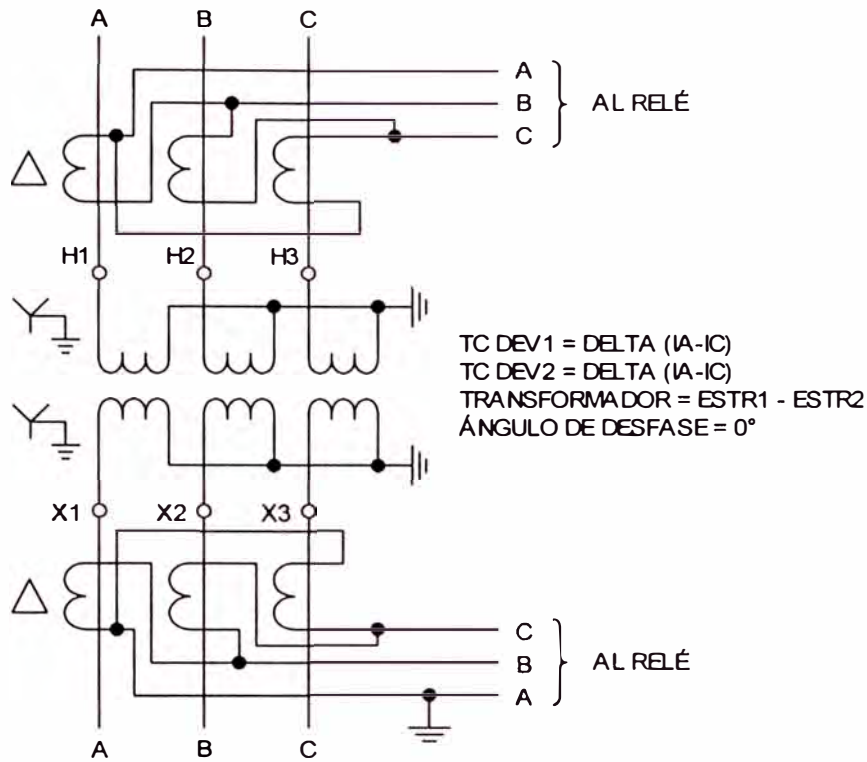 A B C
A
B AL RELÉ
C
H1 H2 H3
TC DEV1 = DELTA (IA-IC)
TC DEV2 = DELTA (IA-IC)
TRANSFORMADOR = ESTR1 - ESTR2
ÁNGULO DE DESFASE = 0°
X1 X2 X3
C
B AL RELÉ
A
A B C